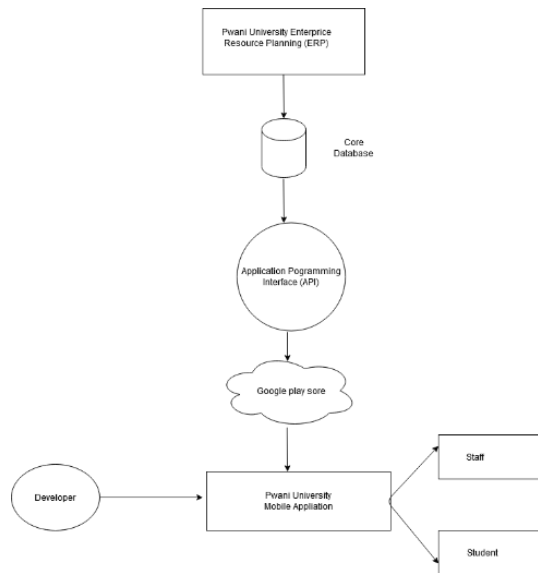 Pwani University Enterprice
Resource Planning (ERP)
Core
Database
Application Pogramming
Interface (API)
Google play sore
Staff
Developer
Pwani University
Mobile Appliation
Student